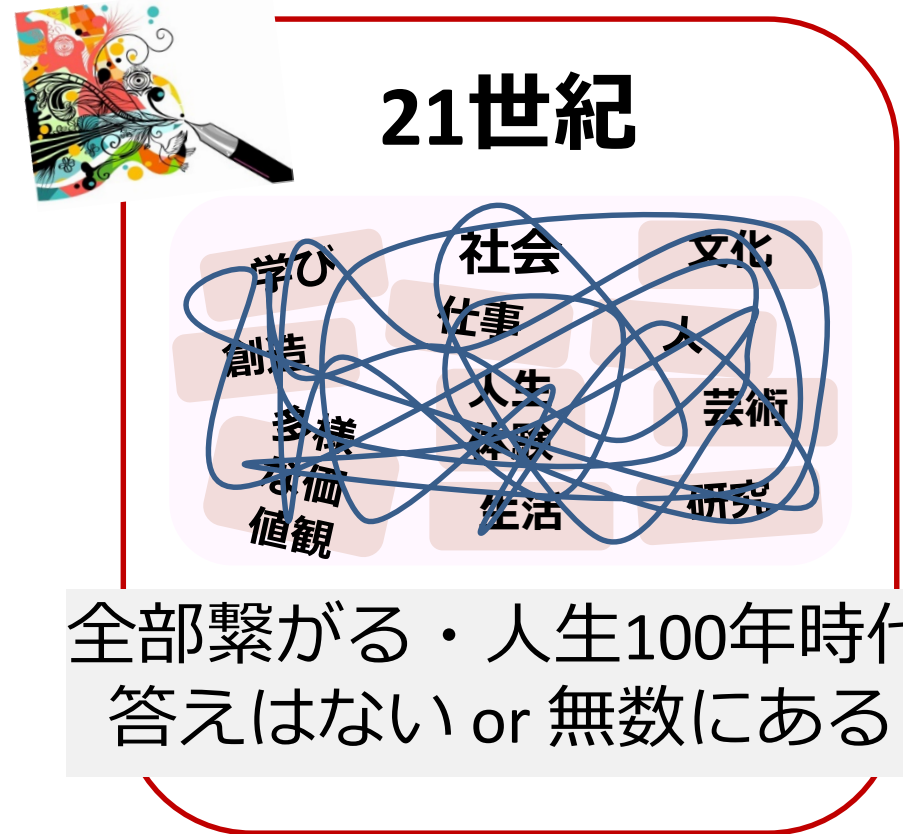 21世紀
学び
社会
文化
仕事
人
創造
人生
体験
芸術
多様
な価
値観
生活
研究
全部繋がる・人生100年時代
答えはない or 無数にある